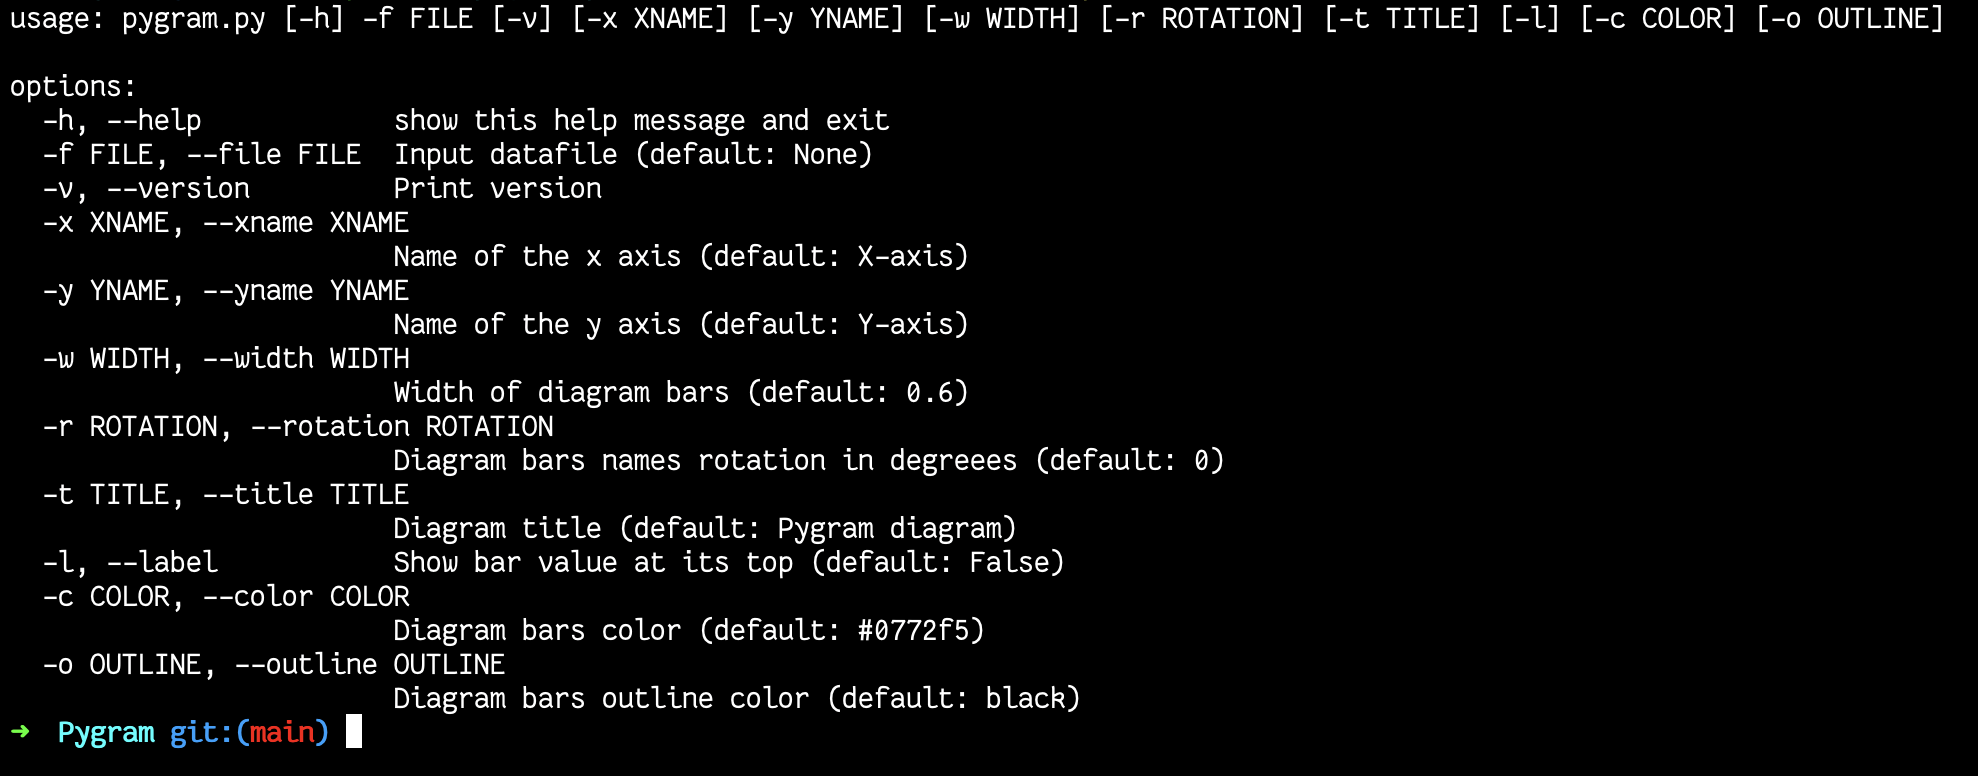 usage: pygram.py [-h] -f FILE [-v] [-x XNAME] [-y YNAME] [-w WIDTH] [-r ROTATION] [-t TITLE] [-l] [-c COLOR] [-o OUTLINE]

options:
  -h, --help            show this help message and exit
  -f FILE, --file FILE  Input datafile (default: None)
  -v, --version         Print version
  -x XNAME, --xname XNAME
                        Name of the x axis (default: X-axis)
  -y YNAME, --yname YNAME
                        Name of the y axis (default: Y-axis)
  -w WIDTH, --width WIDTH
                        Width of diagram bars (default: 0.6)
  -r ROTATION, --rotation ROTATION
                        Diagram bars names rotation in degreees (default: 0)
  -t TITLE, --title TITLE
                        Diagram title (default: Pygram diagram)
  -l, --label           Show bar value at its top (default: False)
  -c COLOR, --color COLOR
                        Diagram bars color (default: #0772f5)
  -o OUTLINE, --outline OUTLINE
                        Diagram bars outline color (default: black)
➜  Pygram git:(main)